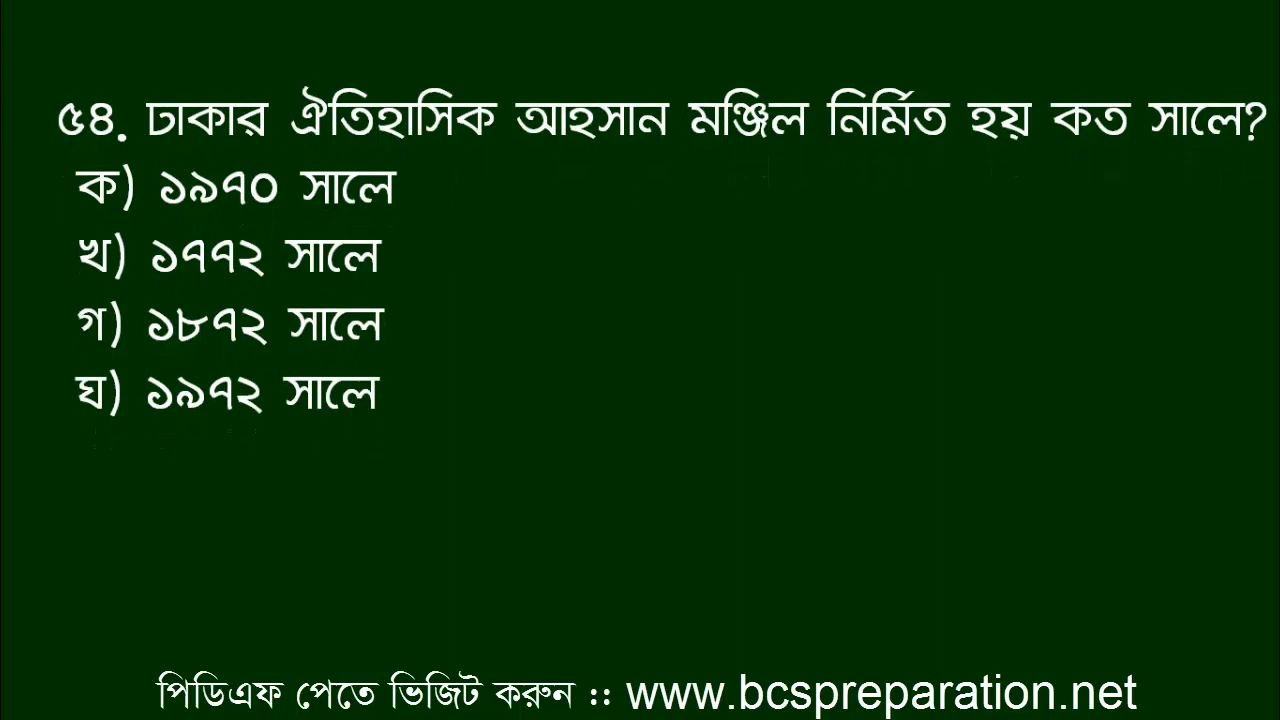 ৫৪. ঢাকার ঐতিহাসিক আহসান মঞ্জিল নির্মিত হয় কত সালে?
ক) ১৯৭০ সালে
খ) ১৭৭২ সালে
গ) ১৮৭২ সালে
ঘ) ১৯৭২ সালে
পিডিএফ পেতে ভিজিট করুন :: www.bcspreparation.net